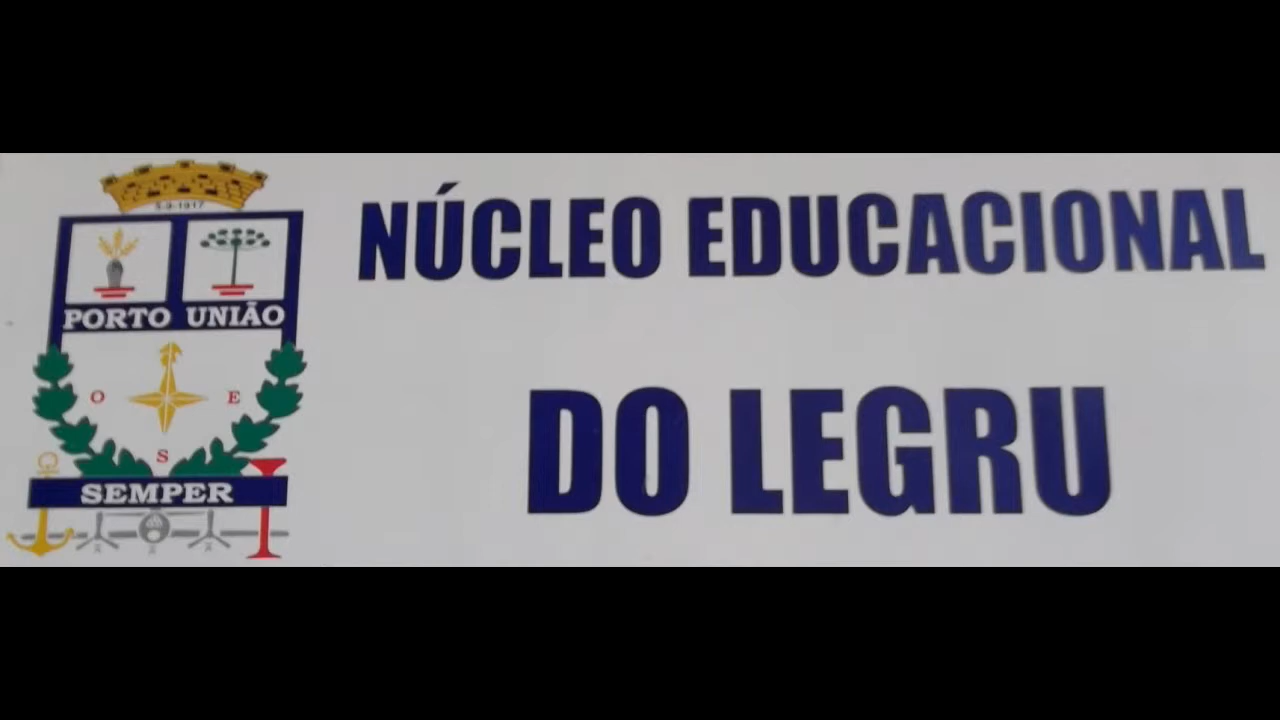 5-9-1917
PORTO UNIÃO
O E
S
SEMPER
NÚCLEO EDUCACIONAL
DO LEGRU